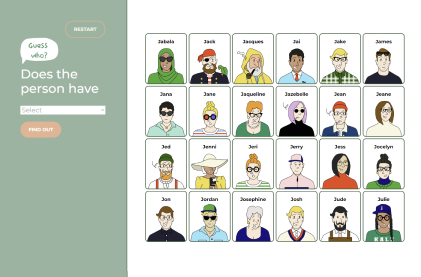 RESTART
Guess
who?
Does the
person have
Select
FIND OUT
Jabala Jack Jacques Jai Jake James
Jana Jane Jaqueline Jazebelle Jean Jeane
Jed Jenni Jeri Jerry Jess Jocelyn
Jon Jordan Josephine Josh Jude Julie